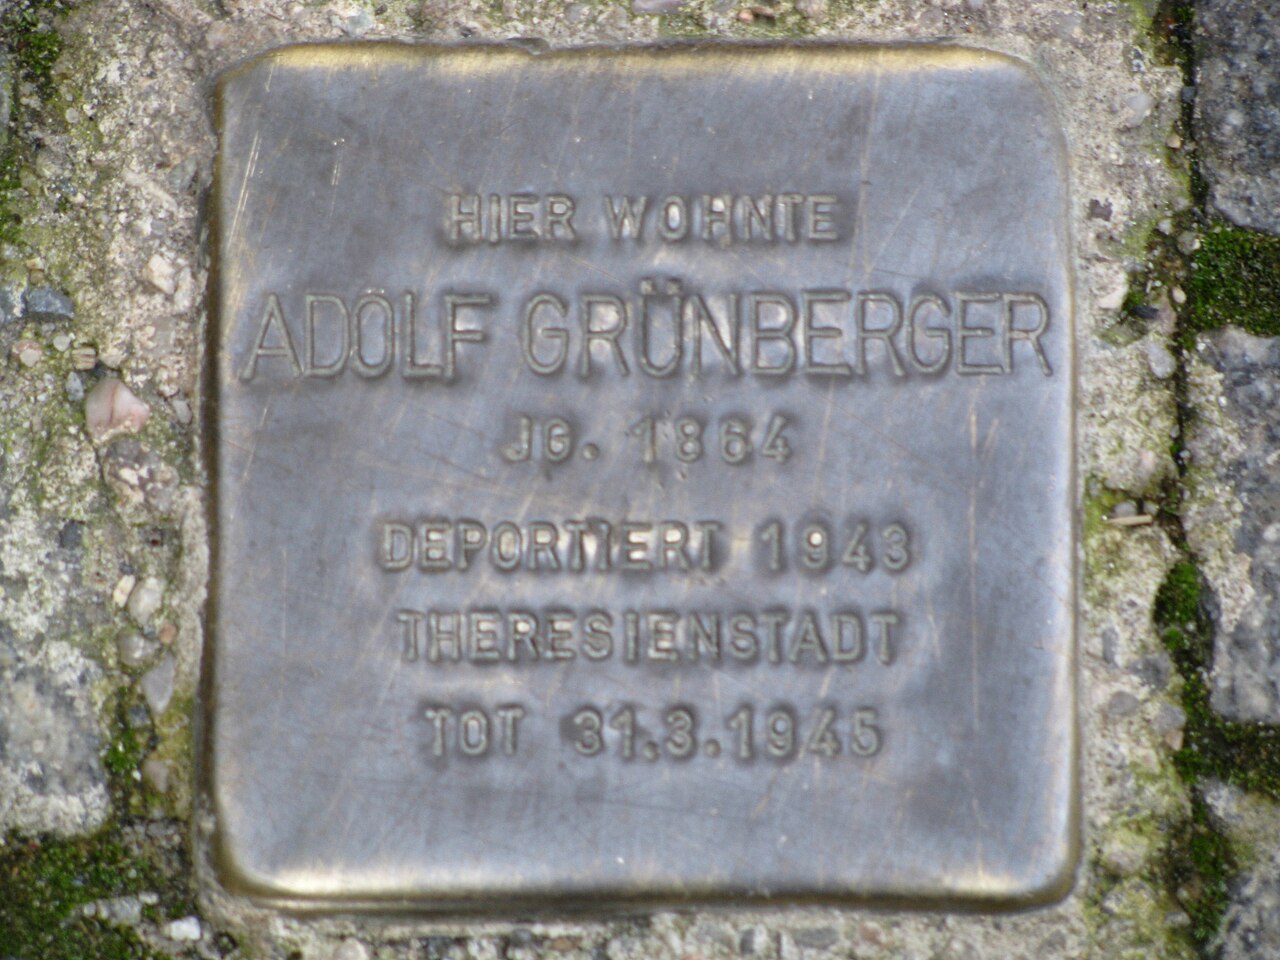 HIER WOHNTE
ADOLF GRÜNBERGER
JG. 1864
DEPORTIERT 1943
THERESIENSTADT
TOT 31.3.1945